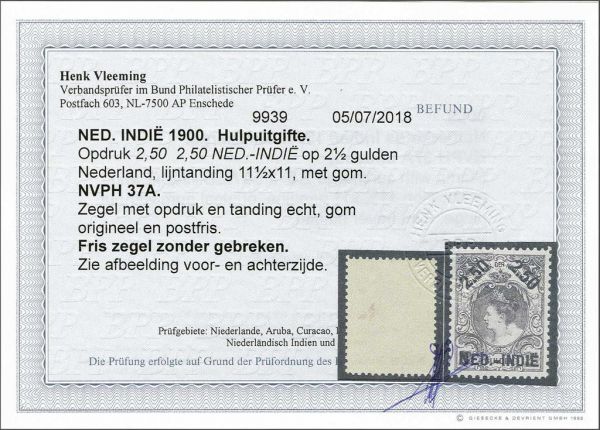 Henk Vleeming
Verbandsprüfer im Bund Philatelistischer Prüfer e. V.
Postfach 603, NL-7500 AP Enschede
BEFUND
9939 05/07/2018
NED. INDIË 1900. Hulpuitgifte.
Opdruk 2,50 2,50 NED.-INDIË op 2½ gulden
Nederland, lijntanding 11½x11, met gom.
NVPH 37A.
Zegel met opdruk en tanding echt, gom
origineel en postfris.
Fris zegel zonder gebreken.
Zie afbeelding voor- en achterzijde.
HENK VLEEMING
2.50 2.50
NED.-INDIË
Prüfgebiete: Niederlande, Aruba, Curacao,
Niederländisch Indien und
Die Prüfung erfolgte auf Grund der Prüfordnung des
© GIESECKE & DEVRIENT GMBH 1992